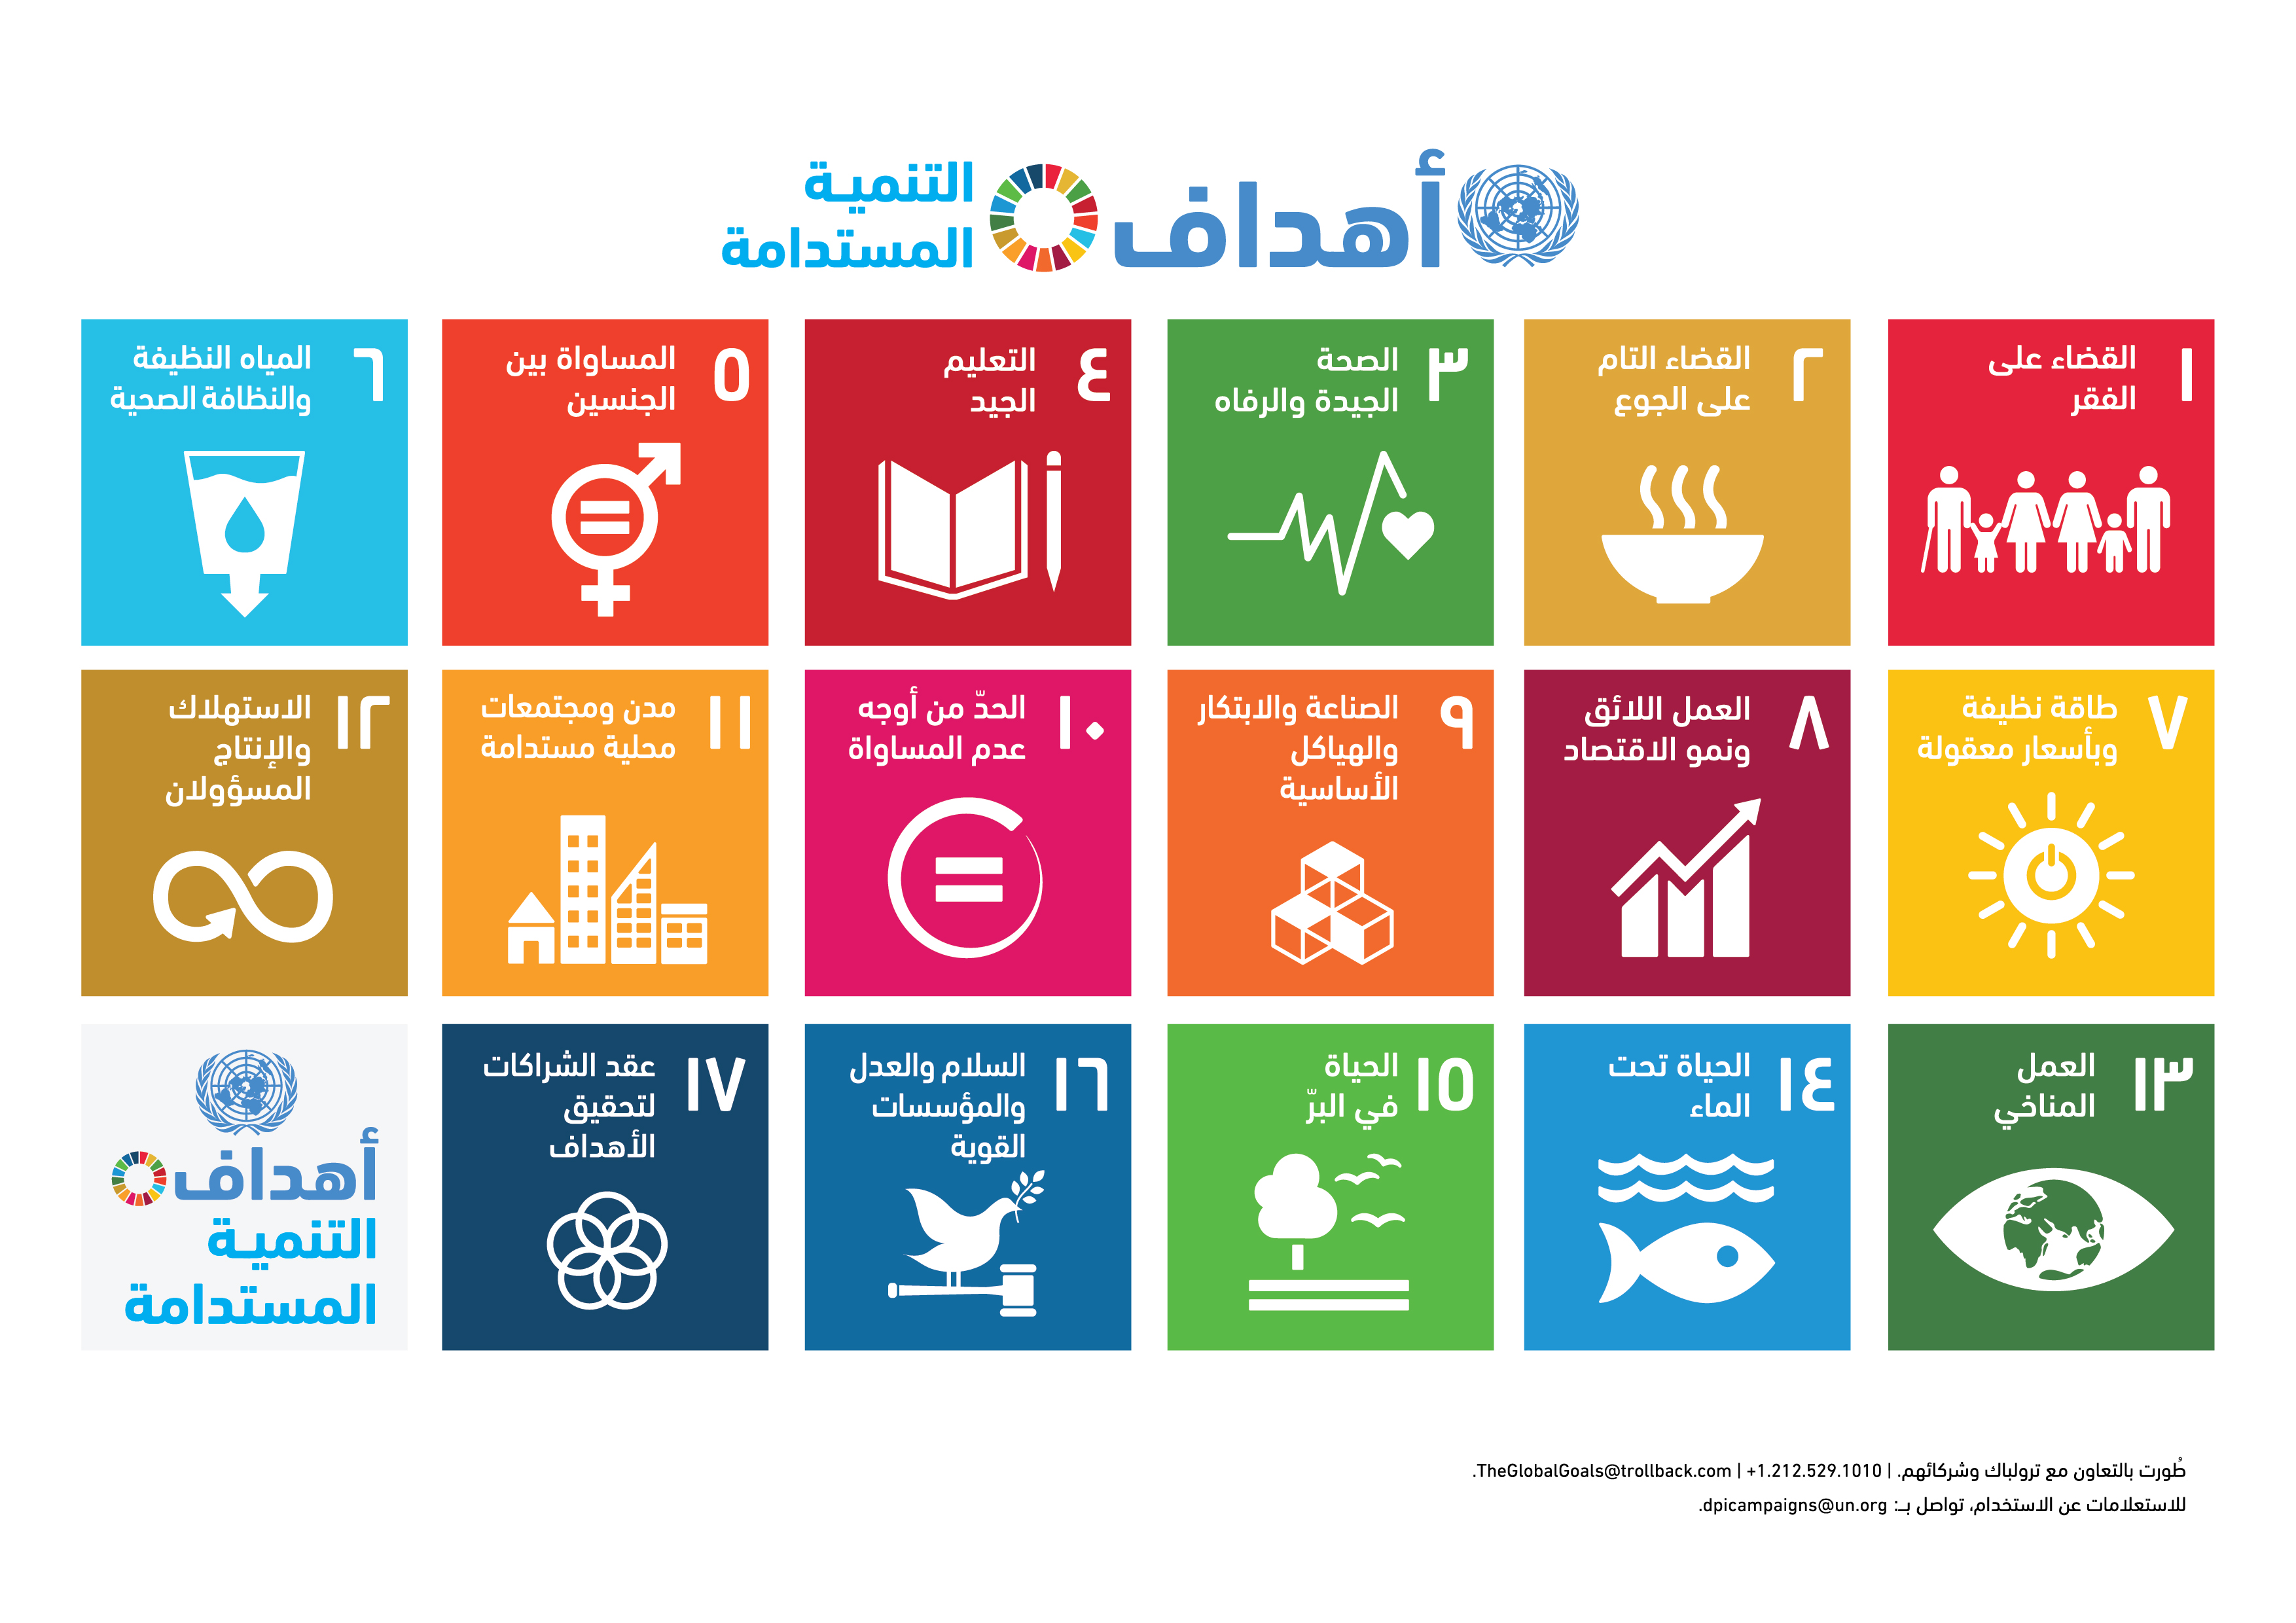 أهداف
التنمية
المستدامة
١
القضاء على
الفقر
٢
القضاء التام
على الجوع
٣
الصحة
الجيدة والرفاه
٤
التعليم
الجيد
٥
المساواة بين
الجنسين
٦
المياه النظيفة
والنظافة الصحية
٧
طاقة نظيفة
وبأسعار معقولة
٨
العمل اللائق
ونمو الاقتصاد
٩
الصناعة والابتكار
والهياكل
الأساسية
١٠
الحدّ من أوجه
عدم المساواة
١١
مدن ومجتمعات
محلية مستدامة
١٢
الاستهلاك
والإنتاج
المسؤولان
١٣
العمل
المناخي
١٤
الحياة تحت
الماء
١٥
الحياة
في البرّ
١٦
السلام والعدل
والمؤسسات
القوية
١٧
عقد الشراكات
لتحقيق
الأهداف
أهداف
التنمية
المستدامة
طُورت بالتعاون مع ترولباك وشركائهم. | TheGlobalGoals@trollback.com | +1.212.529.1010.
للاستعلامات عن الاستخدام، تواصل بـ: dpicampaigns@un.org.